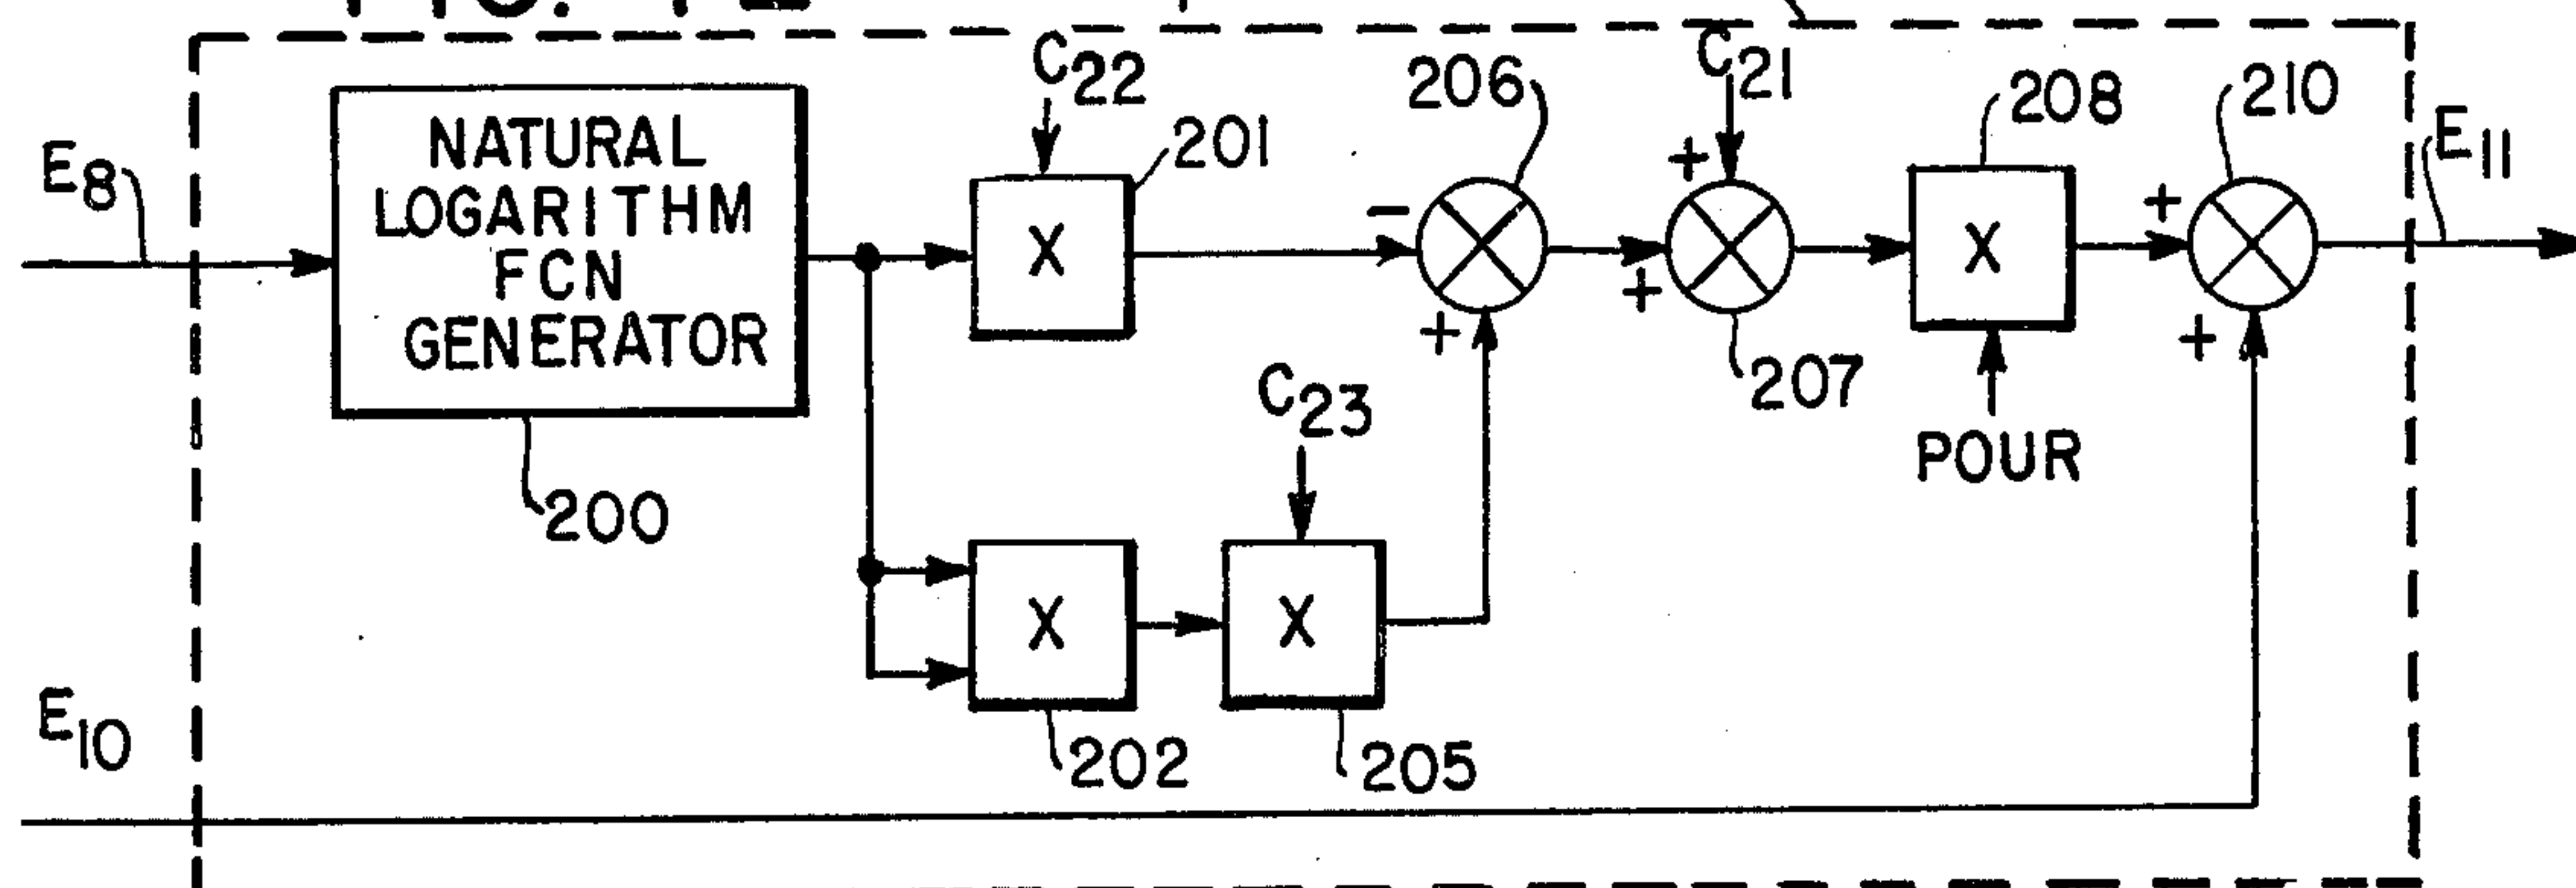 C22
C21
206
208
210
E11
201
E8
NATURAL
LOGARITHM
FCN
GENERATOR
X
X
207
C23
POUR
200
X
X
E10
202
205
+
+
+
+
+
+
-